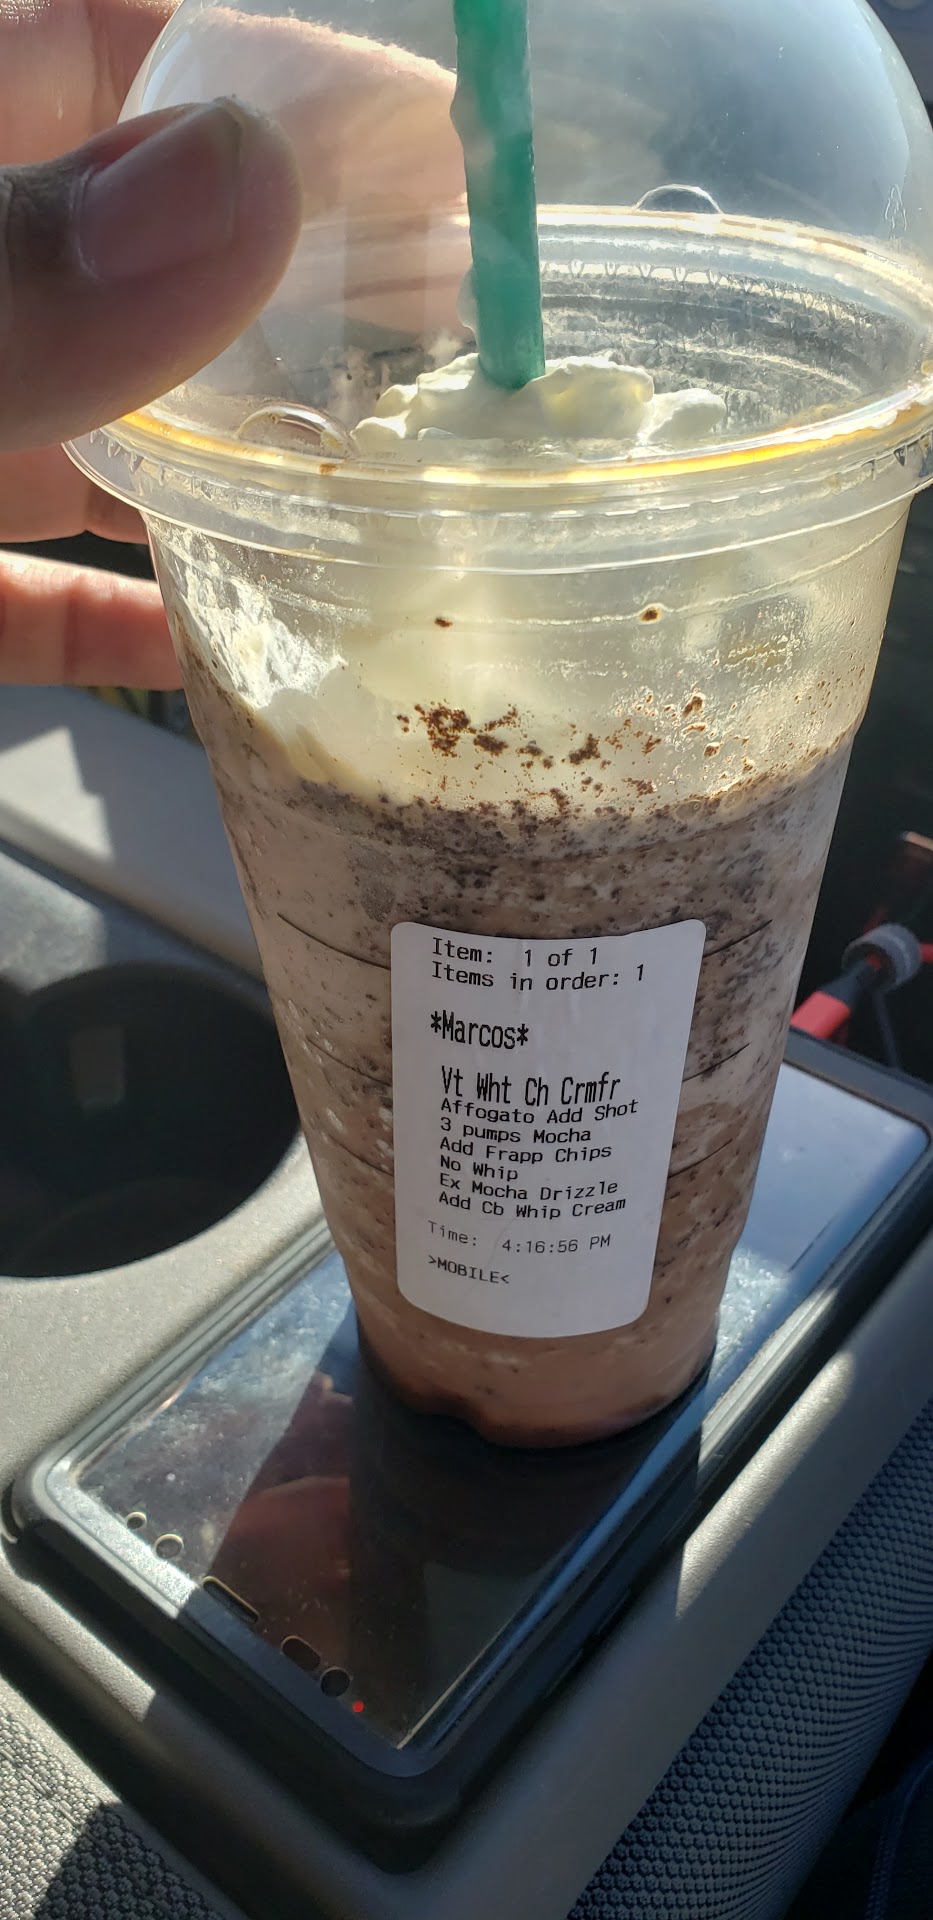 Item: 1 of 1
Items in order: 1
*Marcos*
Vt Wht Ch Crmfr
Affogato Add Shot
3 pumps Mocha
Add Frapp Chips
No Whip
Ex Mocha Drizzle
Add Cb Whip Cream
Time: 4:16:56 PM
>MOBILE<